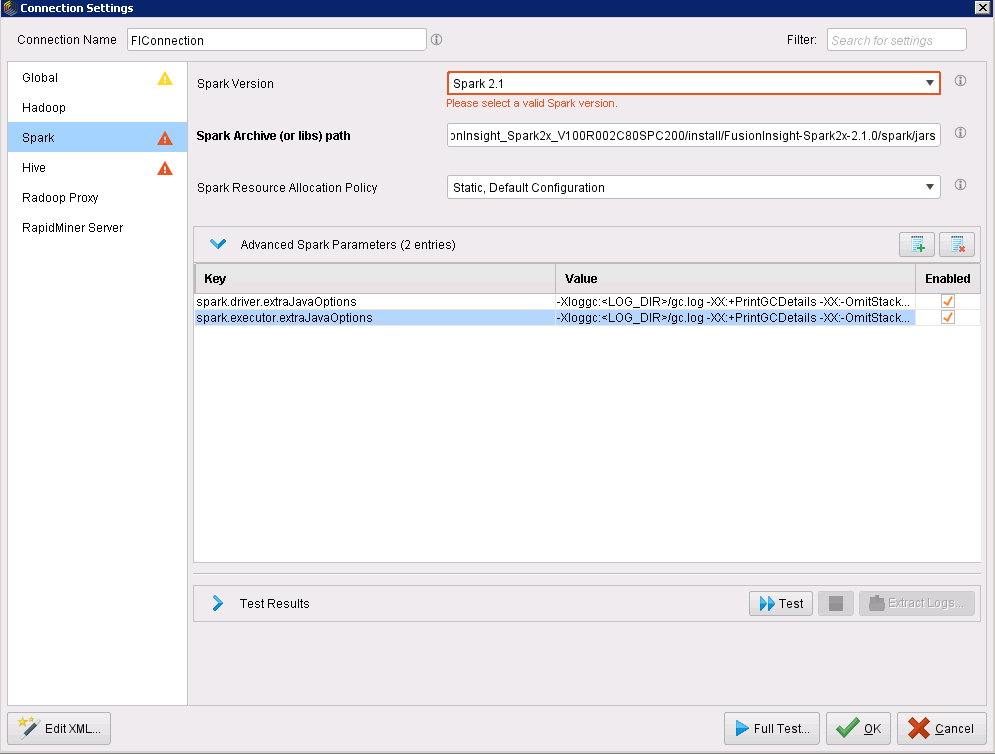 Connection Settings
Connection Name FIConnection Filter: Search for settings
Global
Hadoop
Spark
Hive
Radoop Proxy
RapidMiner Server
Spark Version Spark 2.1
Please select a valid Spark version.
Spark Archive (or libs) path onInsight_Spark2x_V100R002C80SPC200/install/FusionInsight-Spark2x-2.1.0/spark/jars
Spark Resource Allocation Policy Static, Default Configuration
Advanced Spark Parameters (2 entries)
Key Value Enabled
spark.driver.extraJavaOptions -Xloggc:<LOG_DIR>/gc.log -XX:+PrintGCDetails -XX:-OmitStack...
spark.executor.extraJavaOptions -Xloggc:<LOG_DIR>/gc.log -XX:+PrintGCDetails -XX:-OmitStack...
Test Results Test Extract Logs...
Edit XML... Full Test... OK Cancel